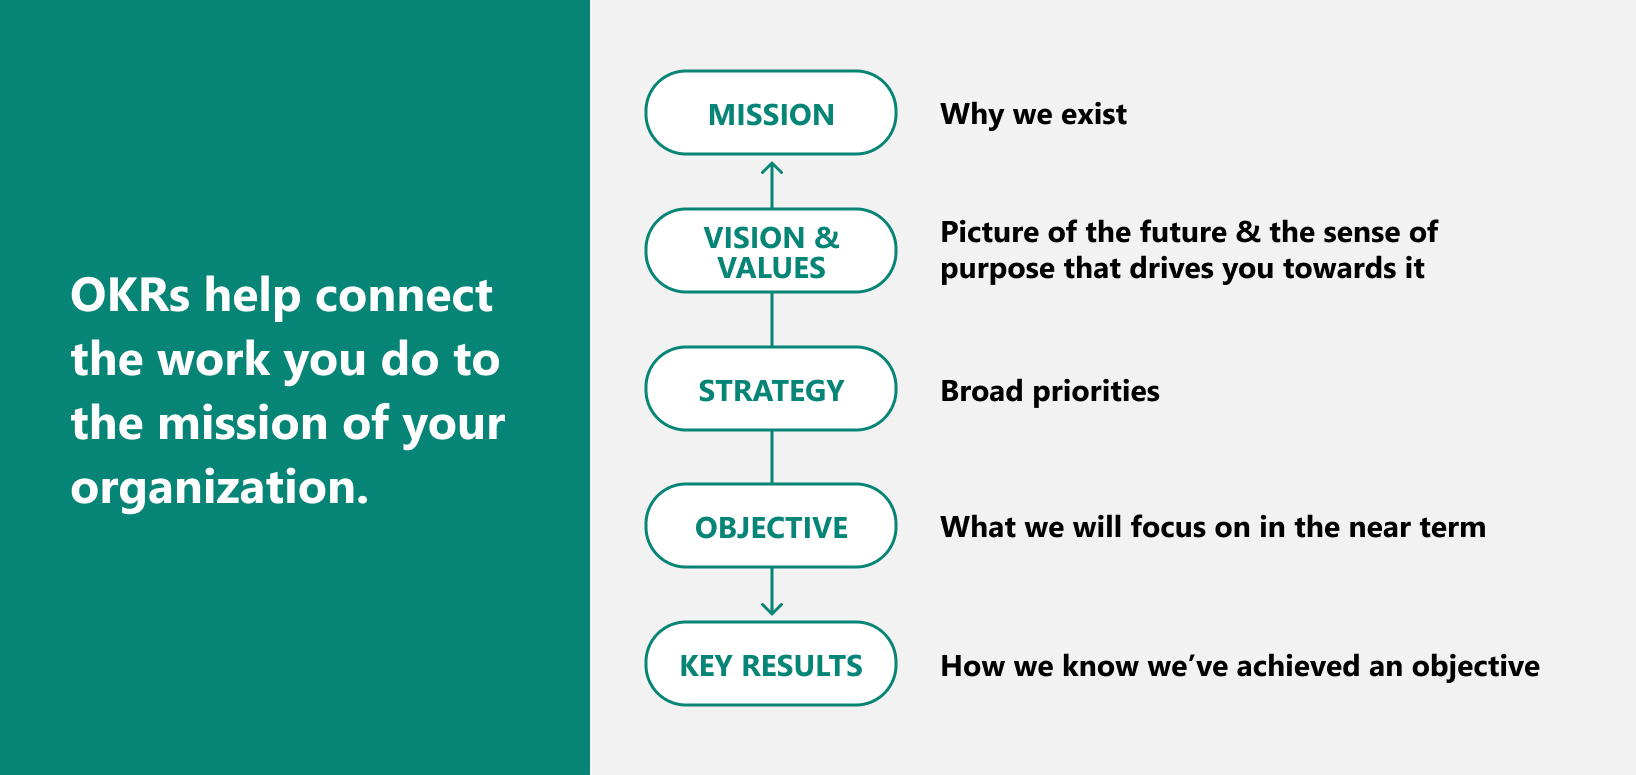 OKRs help connect
the work you do to
the mission of your
organization.
MISSION
Why we exist
VISION &
VALUES
Picture of the future & the sense of
purpose that drives you towards it
STRATEGY
Broad priorities
OBJECTIVE
What we will focus on in the near term
KEY RESULTS
How we know we’ve achieved an objective